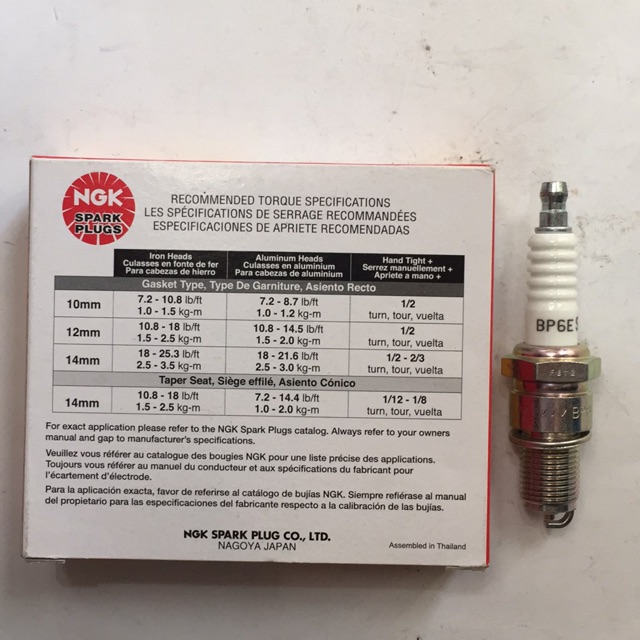 NGK
SPARK
PLUGS
RECOMMENDED TORQUE SPECIFICATIONS
LES SPÉCIFICATIONS DE SERRAGE RECOMMANDÉES
ESPECIFICACIONES DE APRIETE RECOMENDADAS
Iron Heads
Culasses en fonte de fer
Para cabezas de hierro
Aluminum Heads
Culasses en aluminium
Para cabezas de aluminium
Hand Tight +
Serrez manuellement +
Apriete a mano +
Gasket Type, Type De Garniture, Asiento Recto
10mm
7.2 - 10.8 lb/ft
1.0 - 1.5 kg-m
7.2 - 8.7 lb/ft
1.0 - 1.2 kg-m
1/2
turn, tour, vuelta
12mm
10.8 - 18 lb/ft
1.5 - 2.5 kg-m
10.8 - 14.5 lb/ft
1.5 - 2.0 kg-m
1/2
turn, tour, vuelta
14mm
18 - 25.3 lb/ft
2.5 - 3.5 kg-m
18 - 21.6 lb/ft
2.5 - 3.0 kg-m
1/2 - 2/3
turn, tour, vuelta
Taper Seat, Siège effilé, Asiento Cónico
14mm
10.8 - 18 lb/ft
1.5 - 2.5 kg-m
7.2 - 14.4 lb/ft
1.0 - 2.0 kg-m
1/12 - 1/8
turn, tour, vuelta
For exact application please refer to the NGK Spark Plugs catalog. Always refer to your owners
manual and gap to manufacturer's specifications.
Veuillez vous référer au catalogue des bougies NGK pour une liste précise des applications.
Toujours vous référer au manuel du conducteur et aux spécifications du fabricant pour
l'écartement d'électrode.
Para la aplicación exacta, favor de referirse al catálogo de bujías NGK. Siempre refiérase al manual
del propietario para las especificaciones del fabricante respecto a la calibración de las bujías.
NGK SPARK PLUG CO., LTD.
NAGOYA JAPAN
Assembled in Thailand
BP6ES